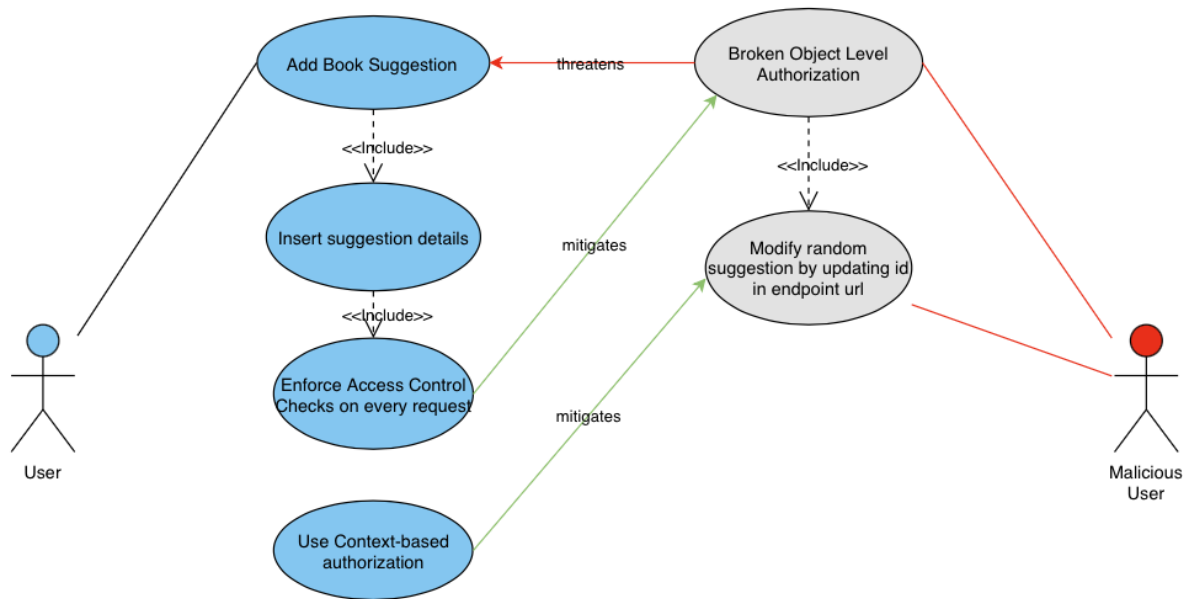 Add Book Suggestion
threatens
Broken Object Level
Authorization
<<Include>>
<<Include>>
Insert suggestion details
mitigates
Modify random
suggestion by updating id
in endpoint url
<<Include>>
Enforce Access Control
Checks on every request
mitigates
User
Malicious
User
Use Context-based
authorization